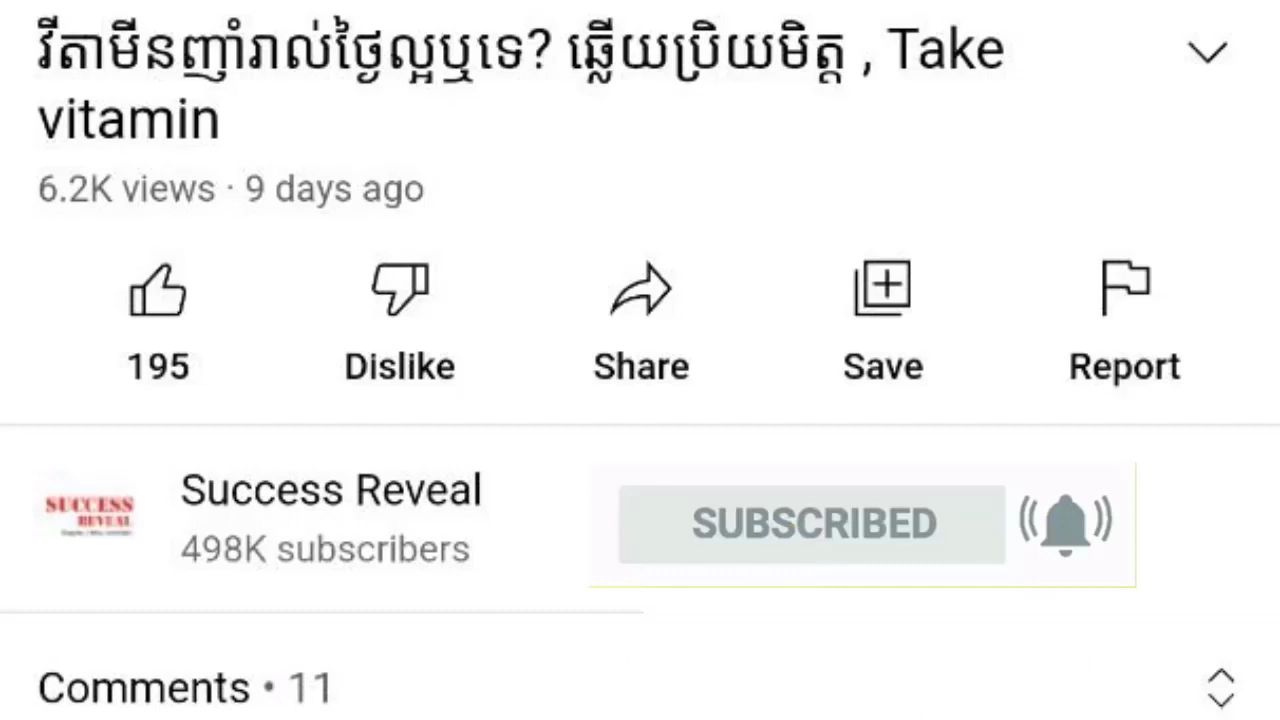 វីតាមីនញ៉ាំរាល់ថ្ងៃល្អឬទេ? ឆ្លើយប្រិយមិត្ត , Take
vitamin
6.2K views · 9 days ago
195 Dislike Share Save Report
SUCCESS
REVEAL
Success Reveal
498K subscribers
SUBSCRIBED
Comments • 11